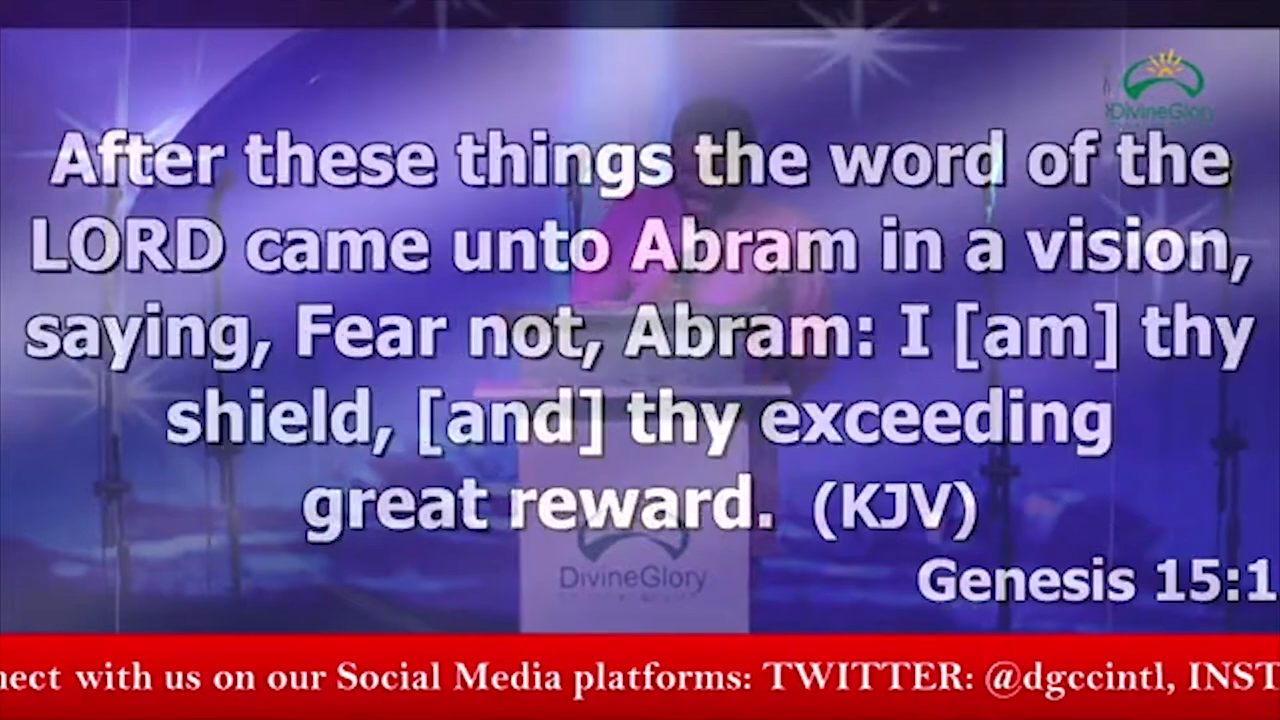 DivineGlory
After these things the word of the
LORD came unto Abram in a vision,
saying, Fear not, Abram: I [am] thy
shield, [and] thy exceeding
great reward. (KJV)
Genesis 15:1
DivineGlory
nect with us on our Social Media platforms: TWITTER: @dgccintl, INST